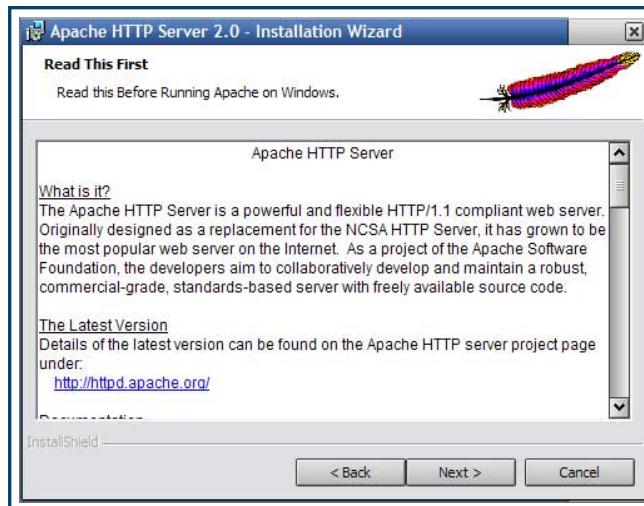 Apache HTTP Server 2.0 - Installation Wizard
Read This First
Read this Before Running Apache on Windows.
Apache HTTP Server
What is it?
The Apache HTTP Server is a powerful and flexible HTTP/1.1 compliant web server.
Originally designed as a replacement for the NCSA HTTP Server, it has grown to be
the most popular web server on the Internet. As a project of the Apache Software
Foundation, the developers aim to collaboratively develop and maintain a robust,
commercial-grade, standards-based server with freely available source code.
The Latest Version
Details of the latest version can be found on the Apache HTTP server project page
under:
http://httpd.apache.org/
Documentation
InstallShield
< Back Next > Cancel